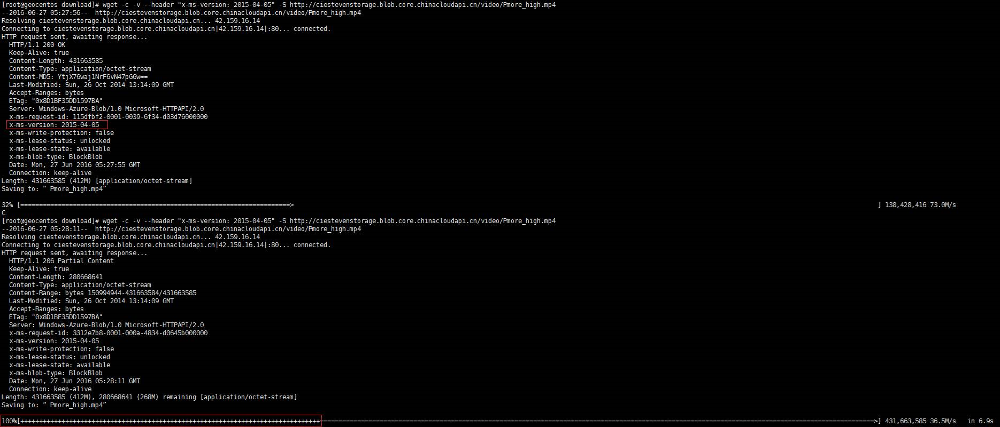 [root@geocentos download]# wget -c -v --header "x-ms-version: 2015-04-05" -S http://ciestevenstorage.blob.core.chinacloudapi.cn/video/Pmore_high.mp4
--2016-06-27 05:27:56--  http://ciestevenstorage.blob.core.chinacloudapi.cn/video/Pmore_high.mp4
Resolving ciestevenstorage.blob.core.chinacloudapi.cn... 42.159.16.14
Connecting to ciestevenstorage.blob.core.chinacloudapi.cn|42.159.16.14|:80... connected.
HTTP request sent, awaiting response...
  HTTP/1.1 200 OK
  Keep-Alive: true
  Content-Length: 431663585
  Content-Type: application/octet-stream
  Content-MD5: YtjX76waj1NrF6vN47pG6w==
  Last-Modified: Sun, 26 Oct 2014 13:14:09 GMT
  Accept-Ranges: bytes
  ETag: "0x8D1BF35DD1597BA"
  Server: Windows-Azure-Blob/1.0 Microsoft-HTTPAPI/2.0
  x-ms-request-id: 115dfbf2-0001-0039-6f34-d03d76000000
  x-ms-version: 2015-04-05
  x-ms-write-protection: false
  x-ms-lease-status: unlocked
  x-ms-lease-state: available
  x-ms-blob-type: BlockBlob
  Date: Mon, 27 Jun 2016 05:27:55 GMT
  Connection: keep-alive
Length: 431663585 (412M) [application/octet-stream]
Saving to: “ Pmore_high.mp4”
32% [========================================================================>                    ] 138,428,416 73.0M/s
C
[root@geocentos download]# wget -c -v --header "x-ms-version: 2015-04-05" -S http://ciestevenstorage.blob.core.chinacloudapi.cn/video/Pmore_high.mp4
--2016-06-27 05:28:11--  http://ciestevenstorage.blob.core.chinacloudapi.cn/video/Pmore_high.mp4
Resolving ciestevenstorage.blob.core.chinacloudapi.cn... 42.159.16.14
Connecting to ciestevenstorage.blob.core.chinacloudapi.cn|42.159.16.14|:80... connected.
HTTP request sent, awaiting response...
  HTTP/1.1 206 Partial Content
  Keep-Alive: true
  Content-Length: 280668641
  Content-Type: application/octet-stream
  Content-Range: bytes 150994944-431663584/431663585
  Last-Modified: Sun, 26 Oct 2014 13:14:09 GMT
  Accept-Ranges: bytes
  ETag: "0x8D1BF35DD1597BA"
  Server: Windows-Azure-Blob/1.0 Microsoft-HTTPAPI/2.0
  x-ms-request-id: 3312e7b8-0001-000a-4834-d0645b000000
  x-ms-version: 2015-04-05
  x-ms-write-protection: false
  x-ms-lease-status: unlocked
  x-ms-lease-state: available
  x-ms-blob-type: BlockBlob
  Date: Mon, 27 Jun 2016 05:28:11 GMT
  Connection: keep-alive
Length: 431663585 (412M), 280668641 (268M) remaining [application/octet-stream]
Saving to: “ Pmore_high.mp4”
100%[++++++++++++++++++++++++++++++++++++++++++++++++++++++++++++++++++++++++++++++++====================================================================================================================================================>] 431,663,585 36.5M/s   in 6.9s